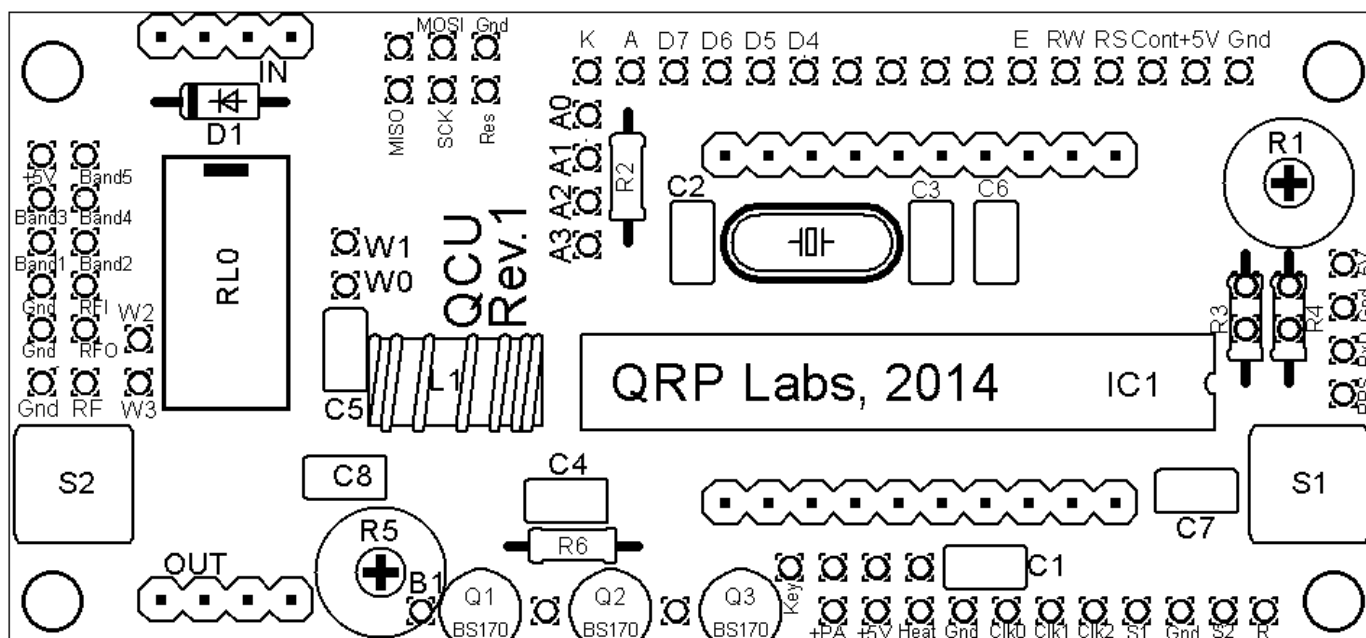 MOSI Gnd
K A D7 D6 D5 D4 E RW RS Cont +5V Gnd
IN
D1
MISO SCK Res
A0
A1
A2
A3
R2
R1
+5V Band5
Band3 Band4
Band1 Band2
Gnd RFI
Gnd RFO
Gnd RF
W2
W3
RL0
W1
W0
QCU
Rev.1
C2
C3
C6
R3
R4
Gnd
RxD
PPS
C5
L1
QRP Labs, 2014
IC1
S2
C8
C4
S1
C7
R5
R6
OUT
B1
Q1
BS170
Q2
BS170
Q3
BS170
Key
C1
+PA +5V Heat Gnd Clk0 Clk1 Clk2 S1 Gnd S2 R